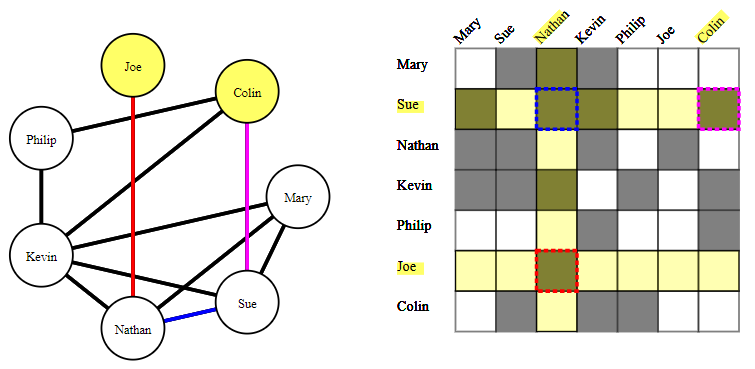 Joe
Colin
Philip
Mary
Kevin
Sue
Nathan
Mary Sue Nathan Kevin Philip Joe Colin
Mary
Sue
Nathan
Kevin
Philip
Joe
Colin